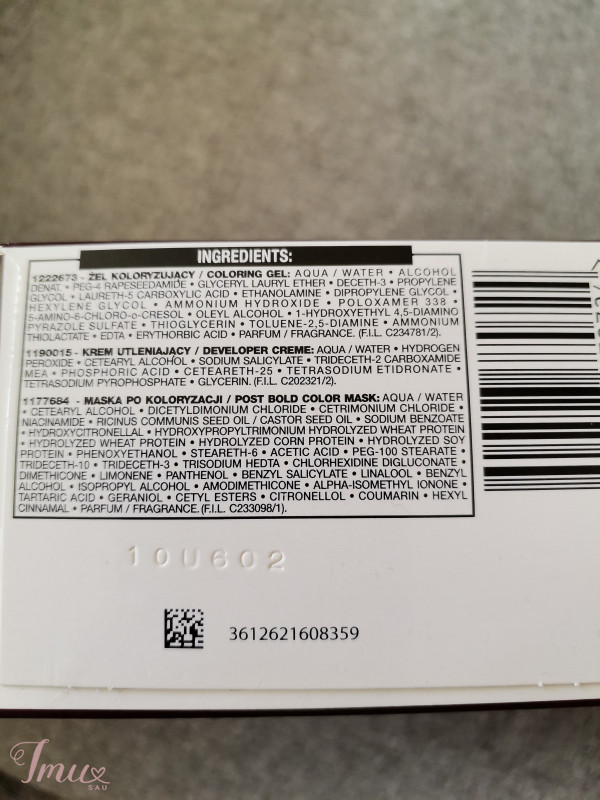 INGREDIENTS:
1222673 - ŻEL KOLORYZUJĄCY / COLORING GEL: AQUA / WATER • ALCOHOL
DENAT. • PEG-4 RAPESEEDAMIDE • GLYCERYL LAURYL ETHER • DECETH-3 • PROPYLENE
GLYCOL • LAURETH-5 CARBOXYLIC ACID • ETHANOLAMINE • DIPROPYLENE GLYCOL •
HEXYLENE GLYCOL • AMMONIUM HYDROXIDE • POLOXAMER 338 •
5-AMINO-6-CHLORO-o-CRESOL • OLEYL ALCOHOL • 1-HYDROXYETHYL 4,5-DIAMINO
PYRAZOLE SULFATE • THIOGLYCERIN • TOLUENE-2,5-DIAMINE • AMMONIUM
THIOLACTATE • EDTA • ERYTHORBIC ACID • PARFUM / FRAGRANCE. (F.I.L. C234781/2).
1190015 - KREM UTLENIAJĄCY / DEVELOPER CREME: AQUA / WATER • HYDROGEN
PEROXIDE • CETEARYL ALCOHOL • SODIUM SALICYLATE • TRIDECETH-2 CARBOXAMIDE
MEA • PHOSPHORIC ACID • CETEARETH-25 • TETRASODIUM ETIDRONATE •
TETRASODIUM PYROPHOSPHATE • GLYCERIN. (F.I.L. C202321/2).
1177684 - MASKA PO KOLORYZACJI / POST BOLD COLOR MASK: AQUA / WATER
• CETEARYL ALCOHOL • DICETYLDIMONIUM CHLORIDE • CETRIMONIUM CHLORIDE •
NIACINAMIDE • RICINUS COMMUNIS SEED OIL / CASTOR SEED OIL • SODIUM BENZOATE
• HYDROXYCITRONELLAL • HYDROXYPROPYLTRIMONIUM HYDROLYZED WHEAT PROTEIN
• HYDROLYZED WHEAT PROTEIN • HYDROLYZED CORN PROTEIN • HYDROLYZED SOY
PROTEIN • PHENOXYETHANOL • STEARETH-6 • ACETIC ACID • PEG-100 STEARATE •
TRIDECETH-10 • TRIDECETH-3 • TRISODIUM HEDTA • CHLORHEXIDINE DIGLUCONATE •
DIMETHICONE • LIMONENE • PANTHENOL • BENZYL SALICYLATE • LINALOOL • BENZYL
ALCOHOL • ISOPROPYL ALCOHOL • AMODIMETHICONE • ALPHA-ISOMETHYL IONONE •
TARTARIC ACID • GERANIOL • CETYL ESTERS • CITRONELLOL • COUMARIN • HEXYL
CINNAMAL • PARFUM / FRAGRANCE. (F.I.L. C233098/1).
10U602
3612621608359
Imu
SAU